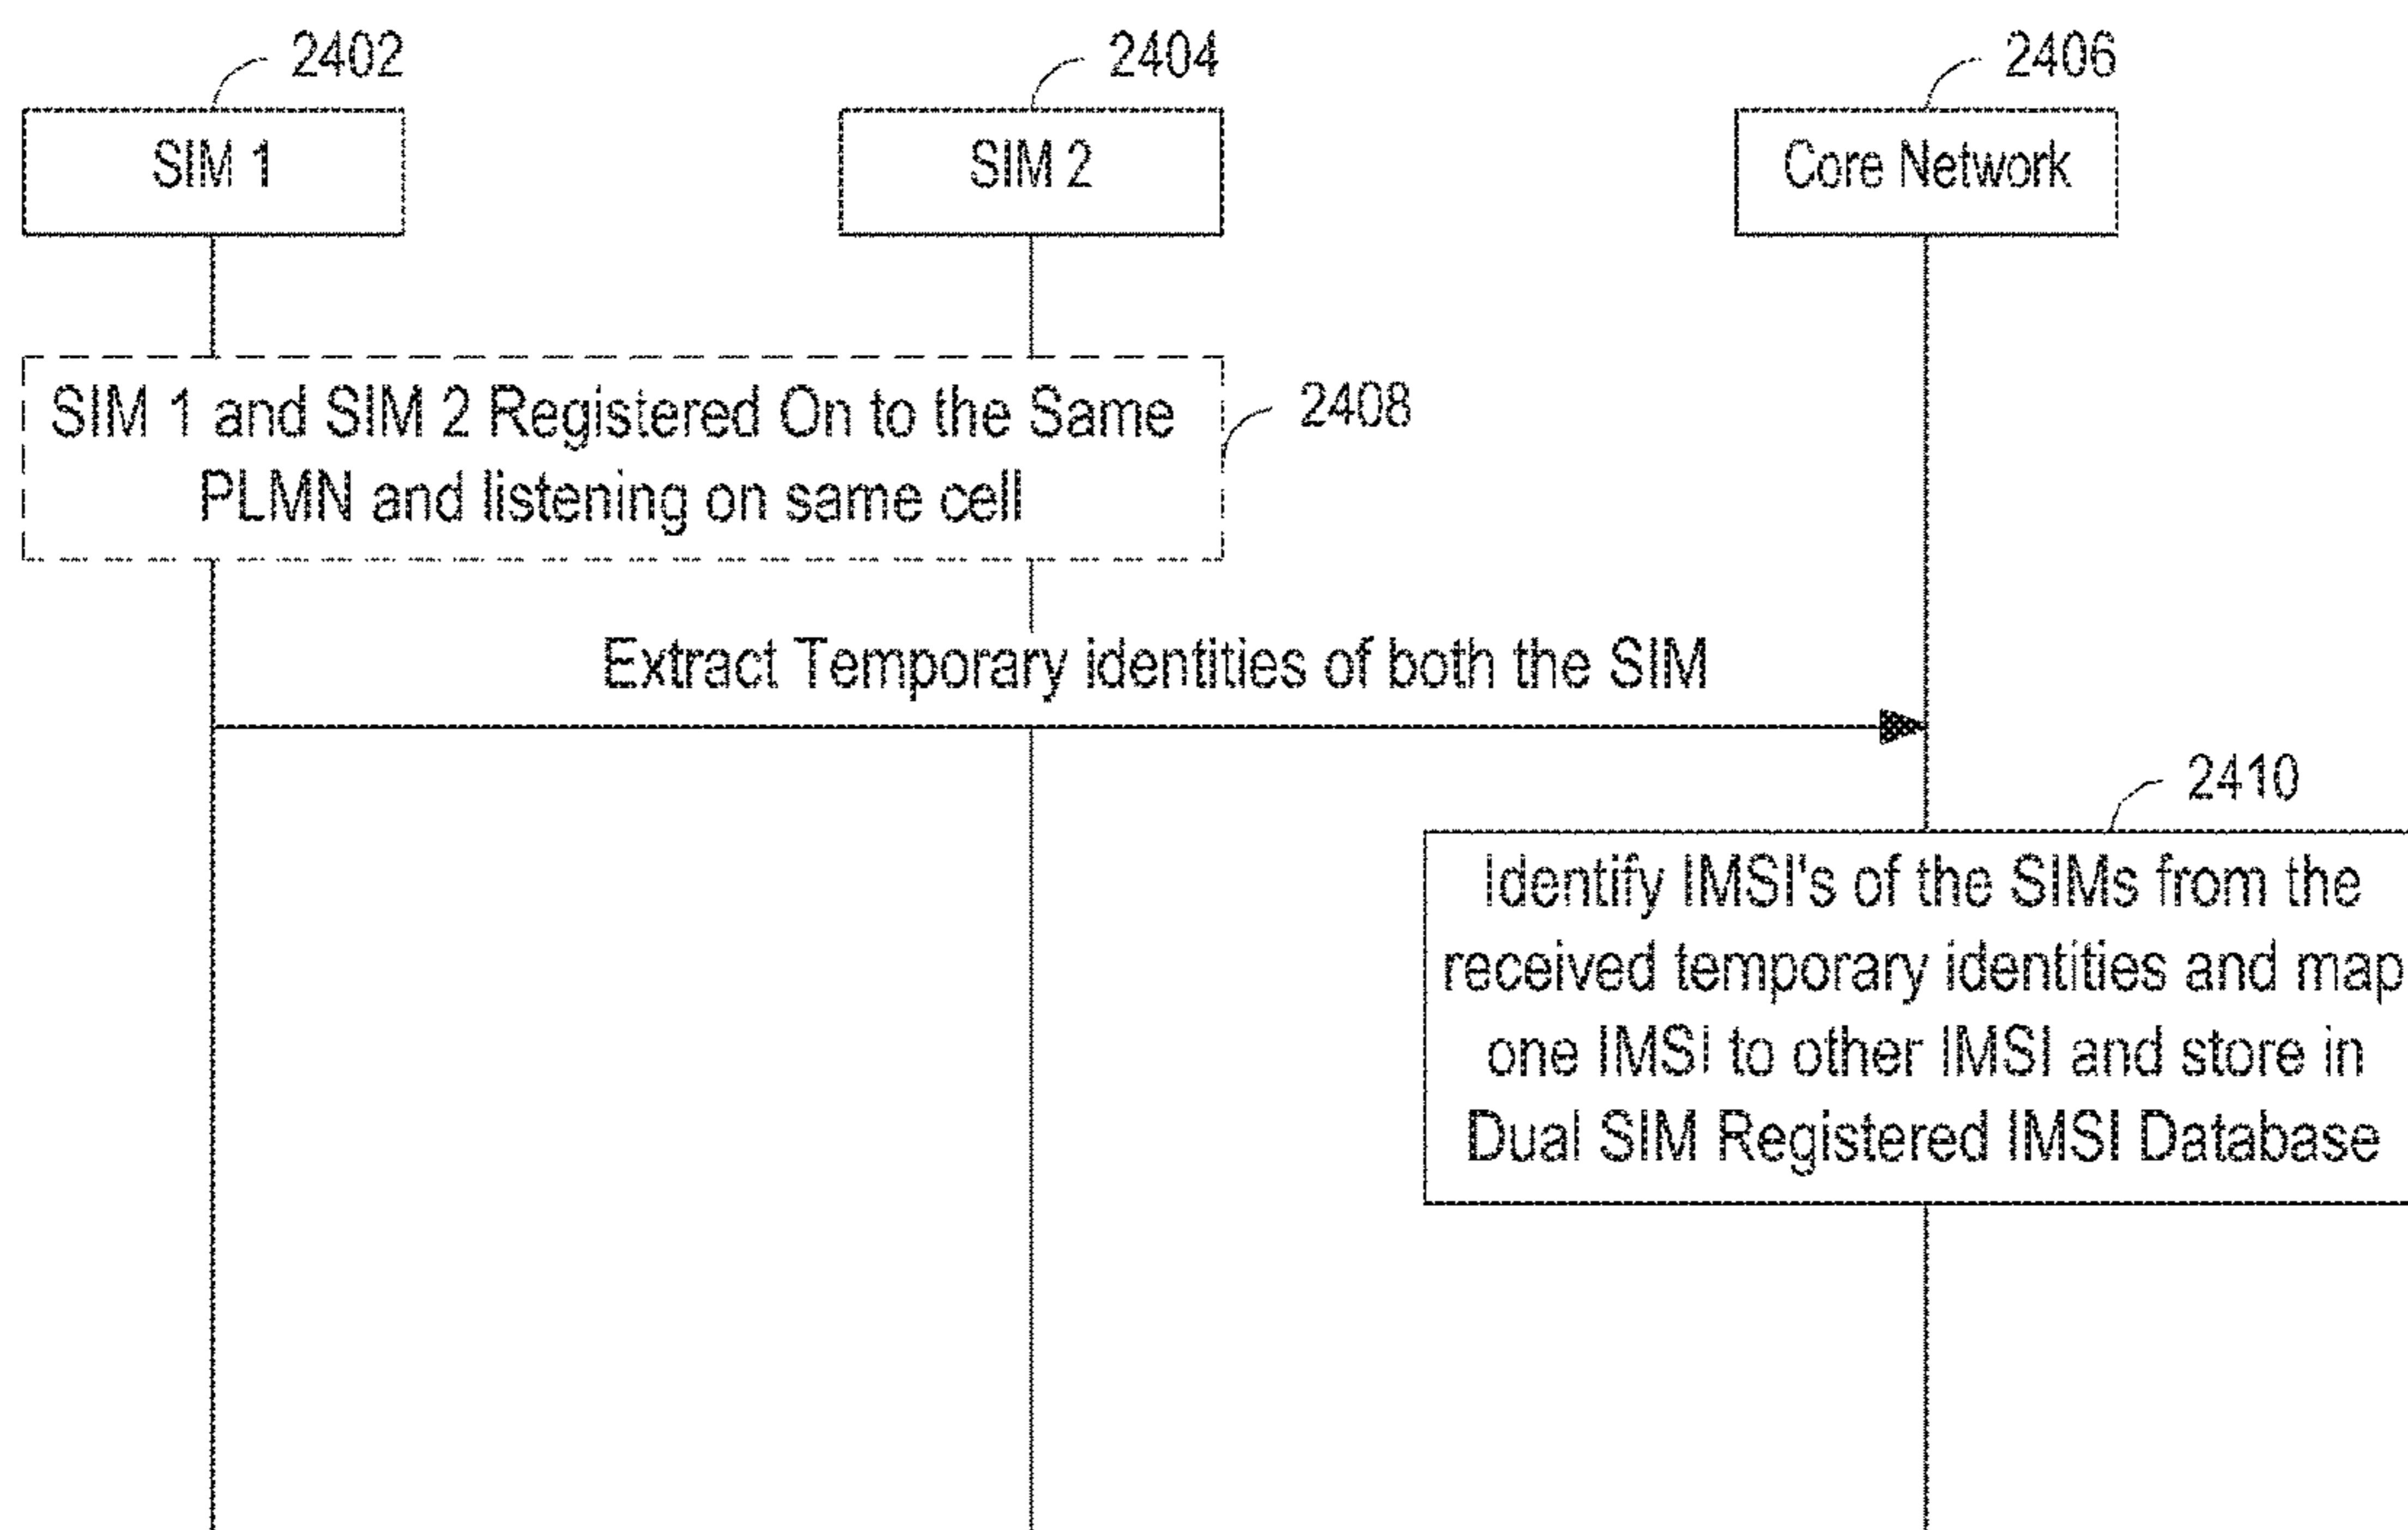 2402
2404
2406
SIM 1
SIM 2
Core Network
SIM 1 and SIM 2 Registered On to the Same
PLMN and listening on same cell
2408
Extract Temporary identities of both the SIM
2410
Identify IMSI's of the SIMs from the
received temporary identities and map
one IMSI to other IMSI and store in
Dual SIM Registered IMSI Database